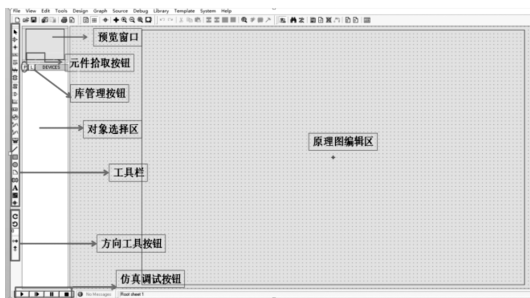 File View Edit Tools Design Graph Source Debug Library Template System Help
预览窗口
元件拾取按钮
P L DEVICES
库管理按钮
对象选择区
原理图编辑区
工具栏
方向工具按钮
仿真调试按钮
No Messages Root sheet 1